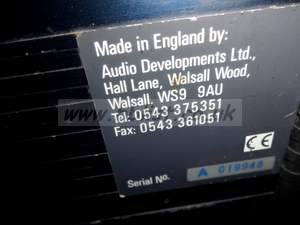 Made in England by:
Audio Developments Ltd.,
Hall Lane, Walsall Wood,
Walsall. WS9 9AU
Tel: 0543 375351
Fax: 0543 361051
CE
Serial No. A 019948